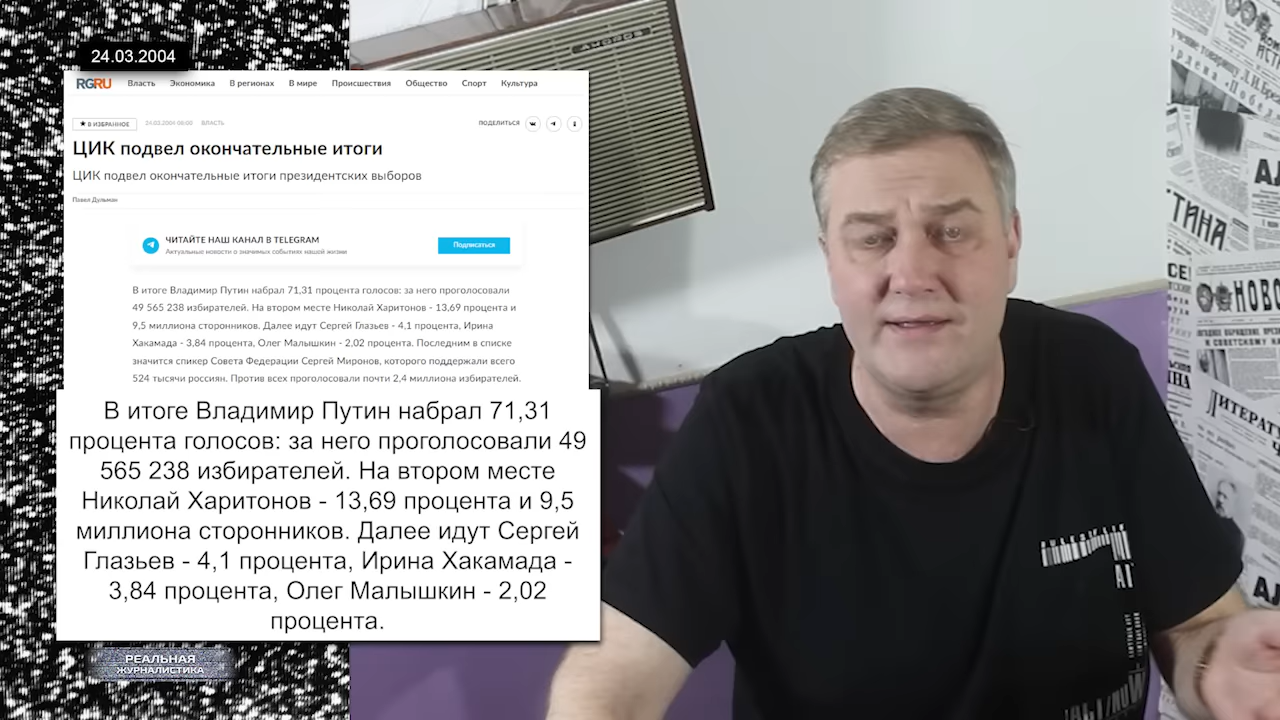 24.03.2004
RGRU Власть Экономика В регионах В мире Происшествия Общество Спорт Культура
★ В ИЗБРАННОЕ 24.03.2004 06:00 ВЛАСТЬ ПОДЕЛИТЬСЯ
ЦИК подвел окончательные итоги
ЦИК подвел окончательные итоги президентских выборов
Павел Дульман
ЧИТАЙТЕ НАШ КАНАЛ В TELEGRAM
Актуальные новости о значимых событиях нашей жизни
Подписаться
В итоге Владимир Путин набрал 71,31 процента голосов: за него проголосовали
49 565 238 избирателей. На втором месте Николай Харитонов - 13,69 процента и
9,5 миллиона сторонников. Далее идут Сергей Глазьев - 4,1 процента, Ирина
Хакамада - 3,84 процента, Олег Малышкин - 2,02 процента. Последним в списке
значится спикер Совета Федерации Сергей Миронов, которого поддержали всего
524 тысячи россиян. Против всех проголосовали почти 2,4 миллиона избирателей.
В итоге Владимир Путин набрал 71,31
процента голосов: за него проголосовали 49
565 238 избирателей. На втором месте
Николай Харитонов - 13,69 процента и 9,5
миллиона сторонников. Далее идут Сергей
Глазьев - 4,1 процента, Ирина Хакамада -
3,84 процента, Олег Малышкин - 2,02
процента.
РЕАЛЬНАЯ
ЖУРНАЛИСТИКА